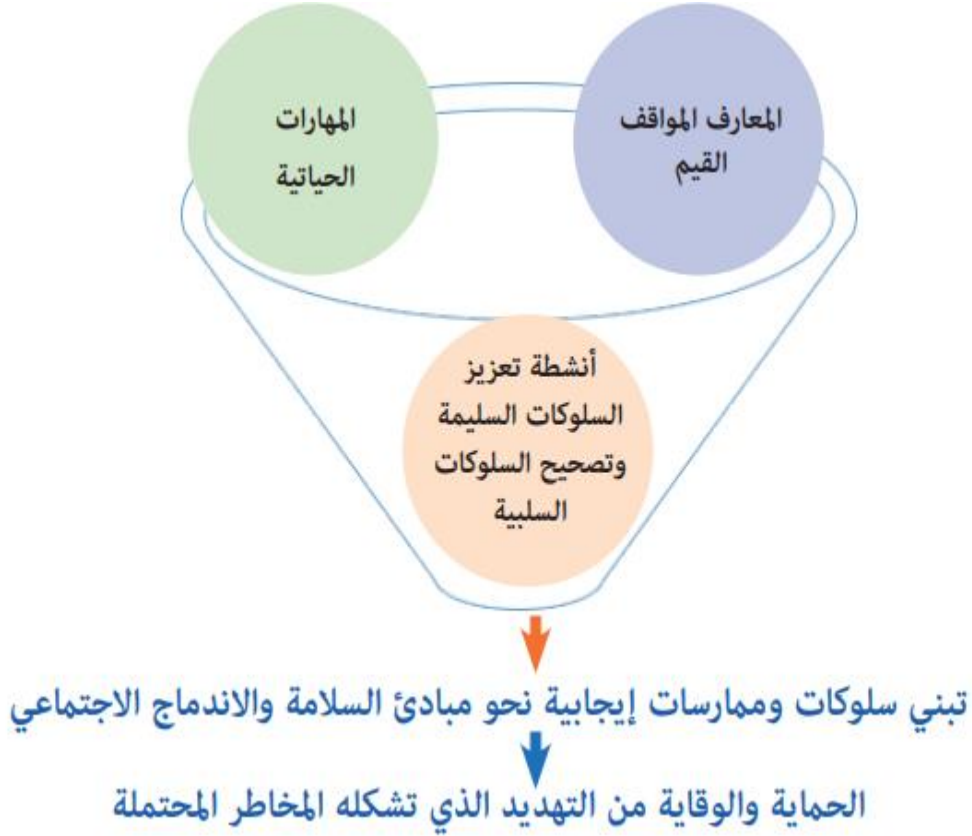 المعارف المواقف
القيم
المهارات
الحياتية
أنشطة تعزيز
السلوكات السليمة
وتصحيح السلوكات
السلبية
تبني سلوكات وممارسات إيجابية نحو مبادئ السلامة والاندماج الاجتماعي
الحماية والوقاية من التهديد الذي تشكله المخاطر المحتملة